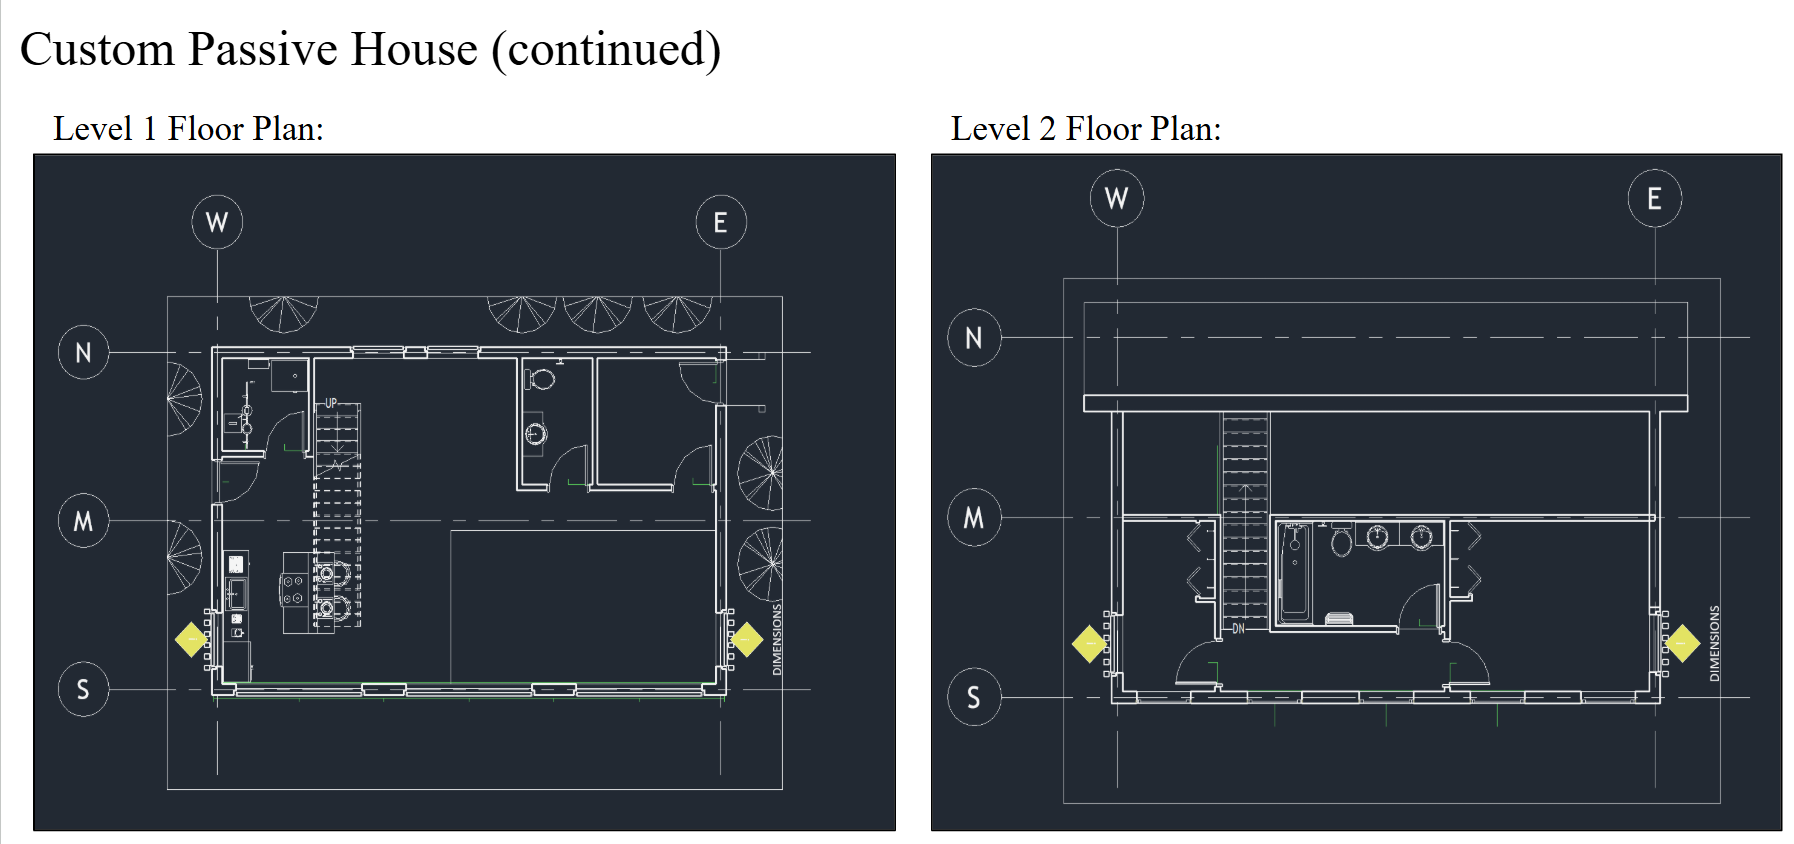 Custom Passive House (continued)
Level 1 Floor Plan:
W
E
N
UP
M
DIMENSIONS
S
Level 2 Floor Plan:
W
E
N
M
DN
DIMENSIONS
S